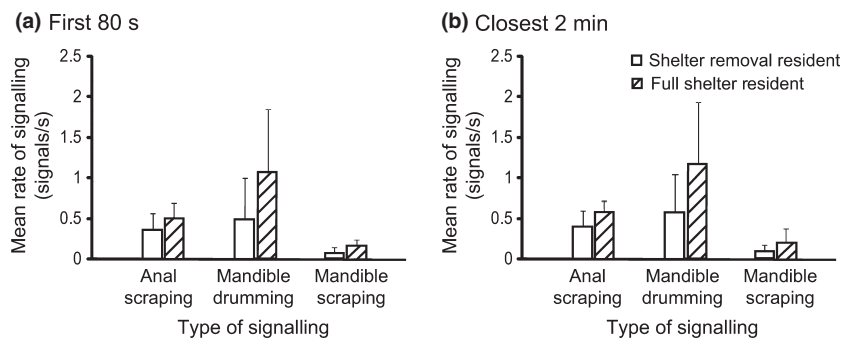 (a) First 80 s
Mean rate of signalling
(signals/s)
2.5
2
1.5
1
0.5
0
Anal
scraping
Mandible
drumming
Mandible
scraping
Type of signalling
(b) Closest 2 min
Shelter removal resident
Full shelter resident
Mean rate of signalling
(signals/s)
2.5
2
1.5
1
0.5
0
Anal
scraping
Mandible
drumming
Mandible
scraping
Type of signalling